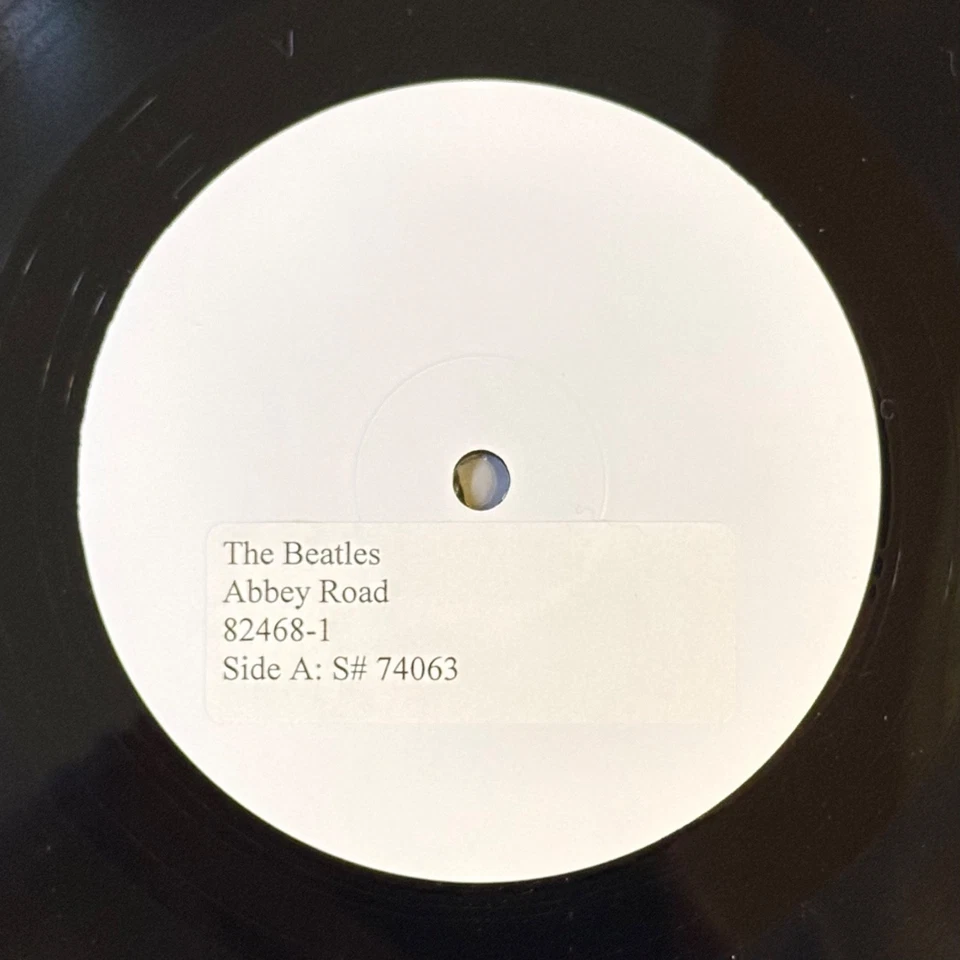 The Beatles
Abbey Road
82468-1
Side A: S# 74063